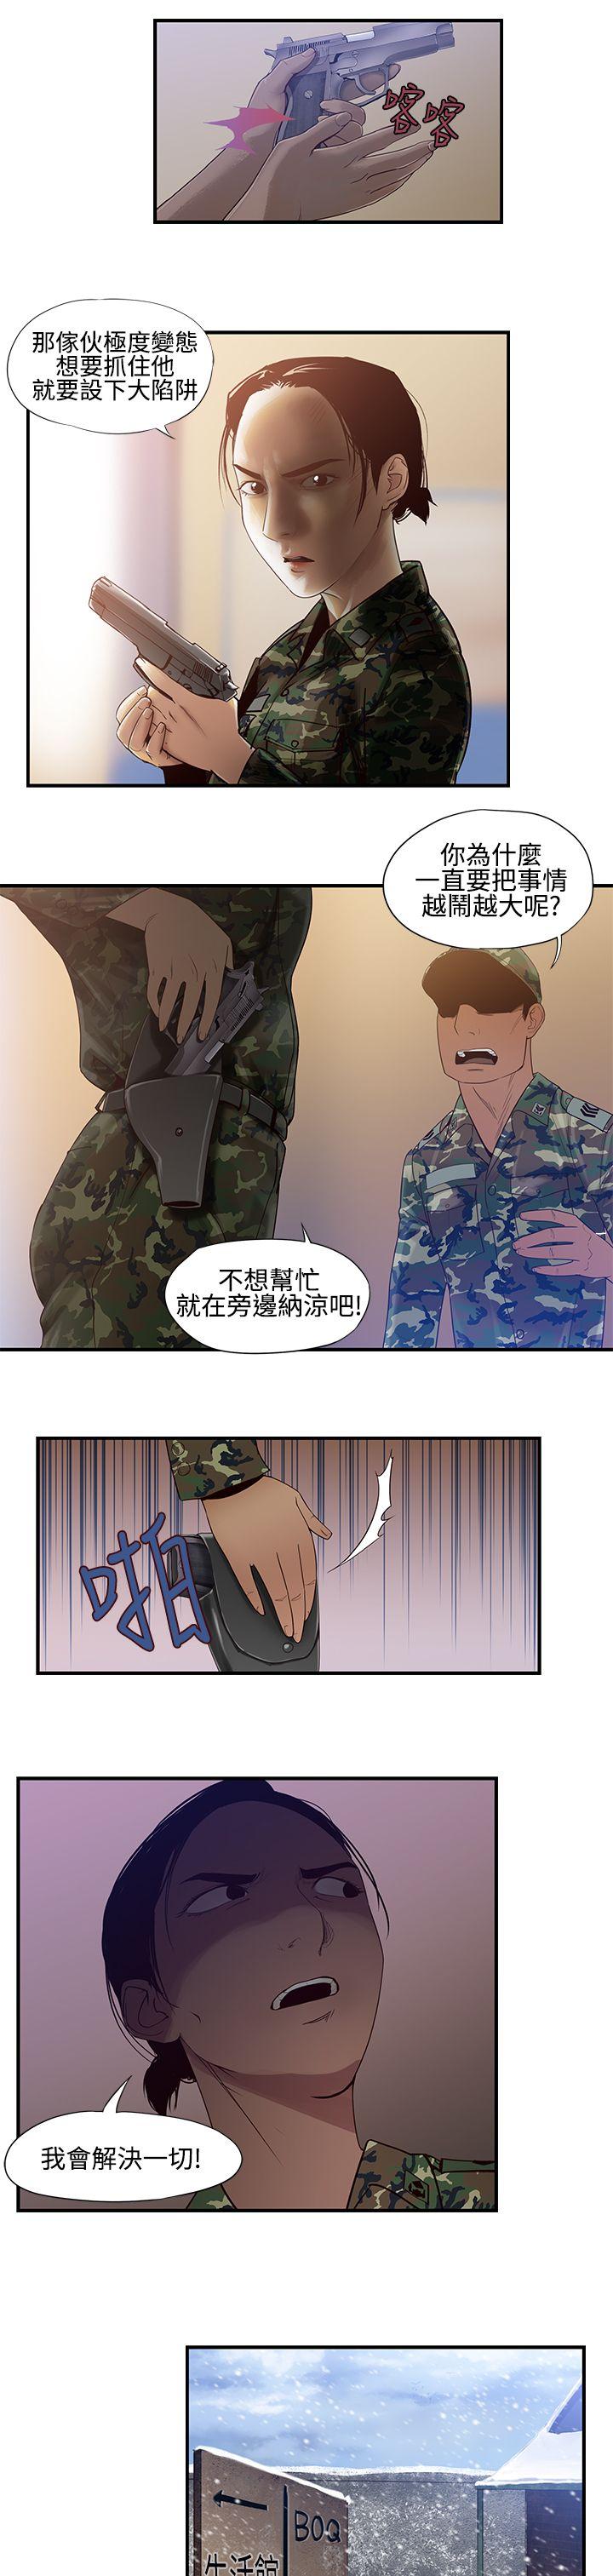 喀喀
那傢伙極度變態
想要抓住他
就要設下大陷阱
你為什麼
一直要把事情
越鬧越大呢?
不想幫忙
就在旁邊納涼吧!
啪
我會解決一切!
BOQ
生活館